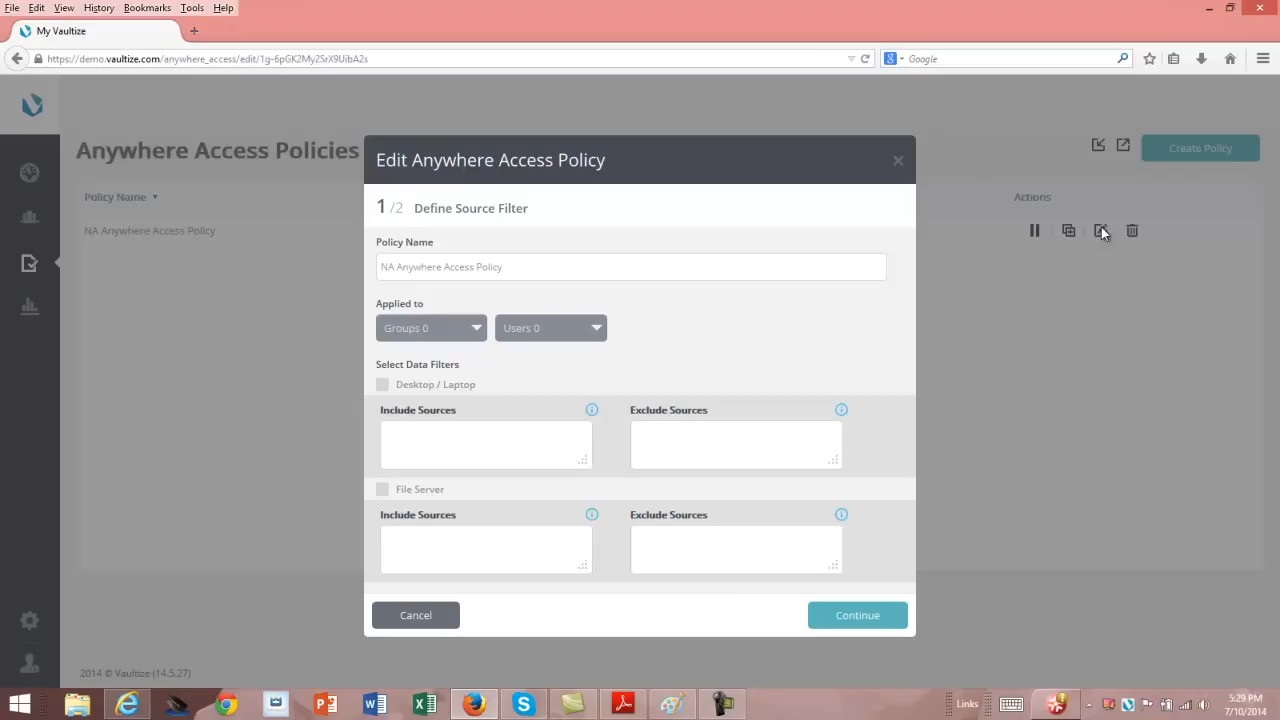 File Edit View History Bookmarks Tools Help
My Vaultize
https://demo.vaultize.com/anywhere_access/edit/1g-6pGK2My2SrX9UibA2s
Google
Anywhere Access Policies
Create Policy
Policy Name
Actions
NA Anywhere Access Policy
Edit Anywhere Access Policy
1 /2 Define Source Filter
Policy Name
NA Anywhere Access Policy
Applied to
Groups 0
Users 0
Select Data Filters
Desktop / Laptop
Include Sources
Exclude Sources
File Server
Include Sources
Exclude Sources
Cancel
Continue
2014 © Vaultize (14.5.27)
Links
5:29 PM
7/10/2014